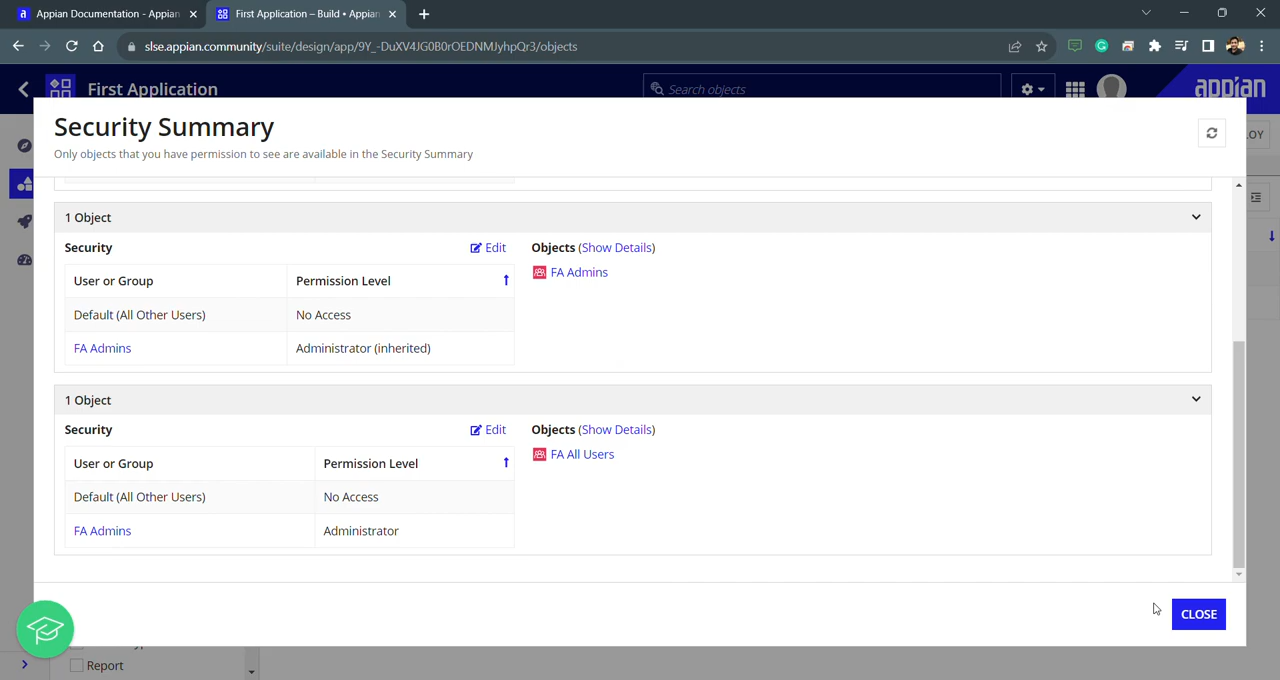 Appian Documentation - Appian
First Application – Build • Appian
slse.appian.community/suite/design/app/9Y_-DuXV4JG0B0rOEDNMJyhpQr3/objects
First Application
Search objects
appian
Security Summary
OY
Only objects that you have permission to see are available in the Security Summary
1 Object
Security
Edit
Objects (Show Details)
User or Group
Permission Level
FA Admins
Default (All Other Users)
No Access
FA Admins
Administrator (inherited)
1 Object
Security
Edit
Objects (Show Details)
User or Group
Permission Level
FA All Users
Default (All Other Users)
No Access
FA Admins
Administrator
CLOSE
Report